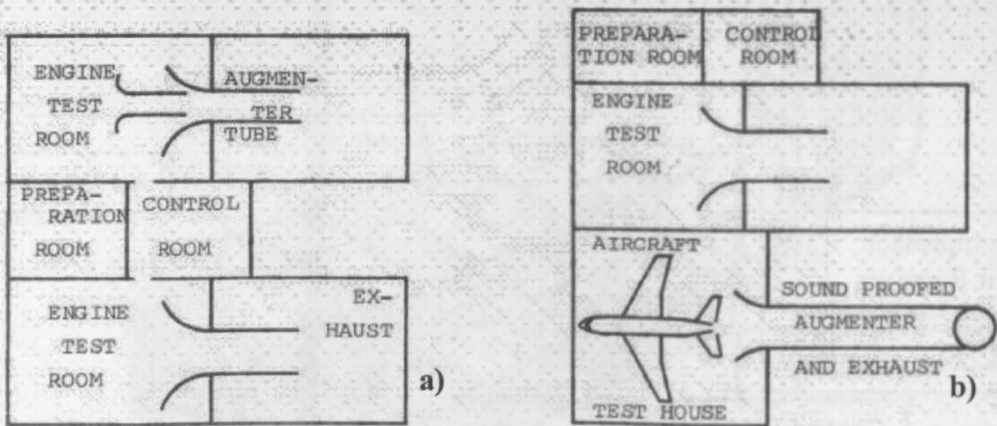 ENGINE
TEST
ROOM
AUGMEN-
TER
TUBE
PREPA-
RATION
ROOM
CONTROL
ROOM
ENGINE
TEST
ROOM
EX-
HAUST
a)
PREPARA-
TION ROOM
CONTROL
ROOM
ENGINE
TEST
ROOM
AIRCRAFT
TEST HOUSE
SOUND PROOFED
AUGMENTER
AND EXHAUST
b)